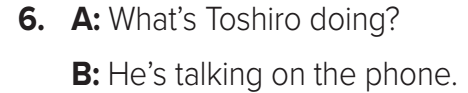 6. A: What's Toshiro doing?
B: He's talking on the phone.